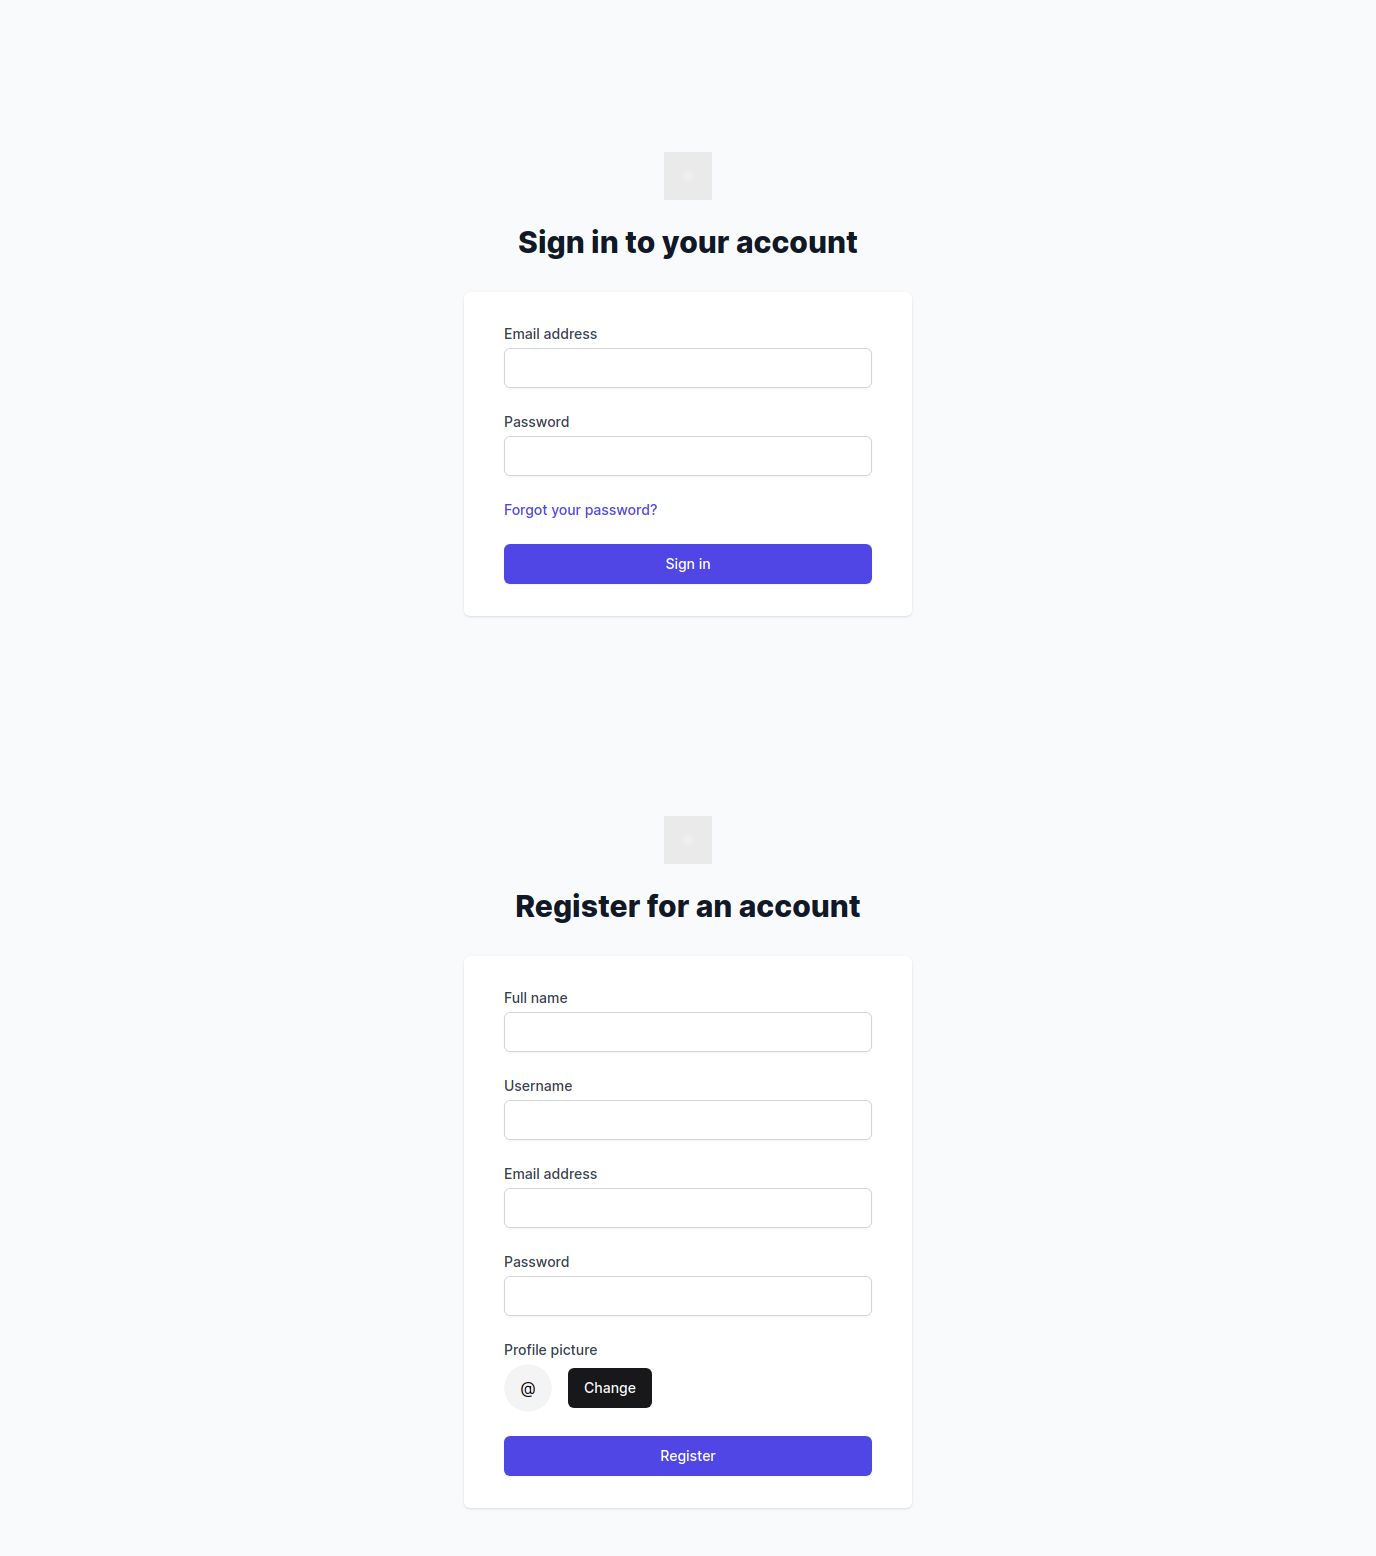 Sign in to your account
Email address
Password
Forgot your password?
Sign in
Register for an account
Full name
Username
Email address
Password
Profile picture
@
Change
Register